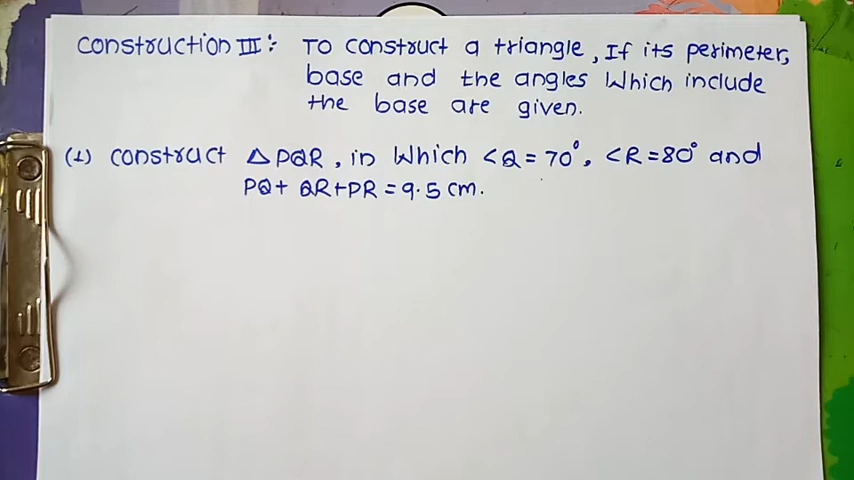 Construction III: To construct a triangle, If its perimeter,
base and the angles Which include
the base are given.
(1) construct △ PQR, in Which <Q = 70°, <R = 80° and
PQ+ QR+PR = 9.5 cm.